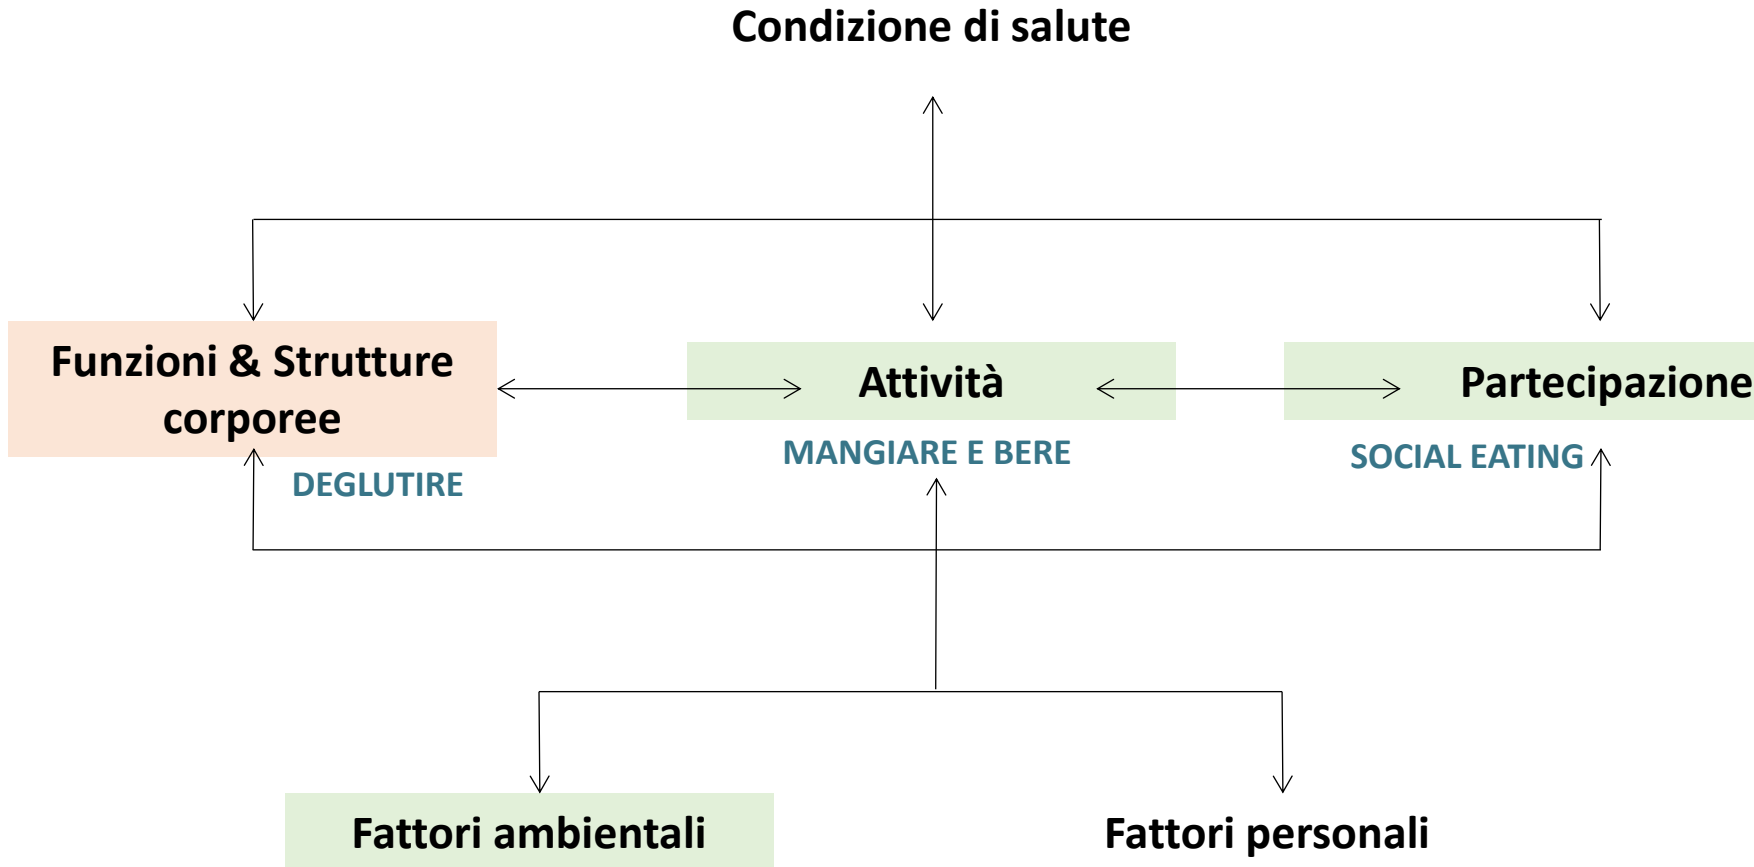 Condizione di salute
Funzioni & Strutture
corporee
Attività
Partecipazione
DEGLUTIRE
MANGIARE E BERE
SOCIAL EATING
Fattori ambientali
Fattori personali